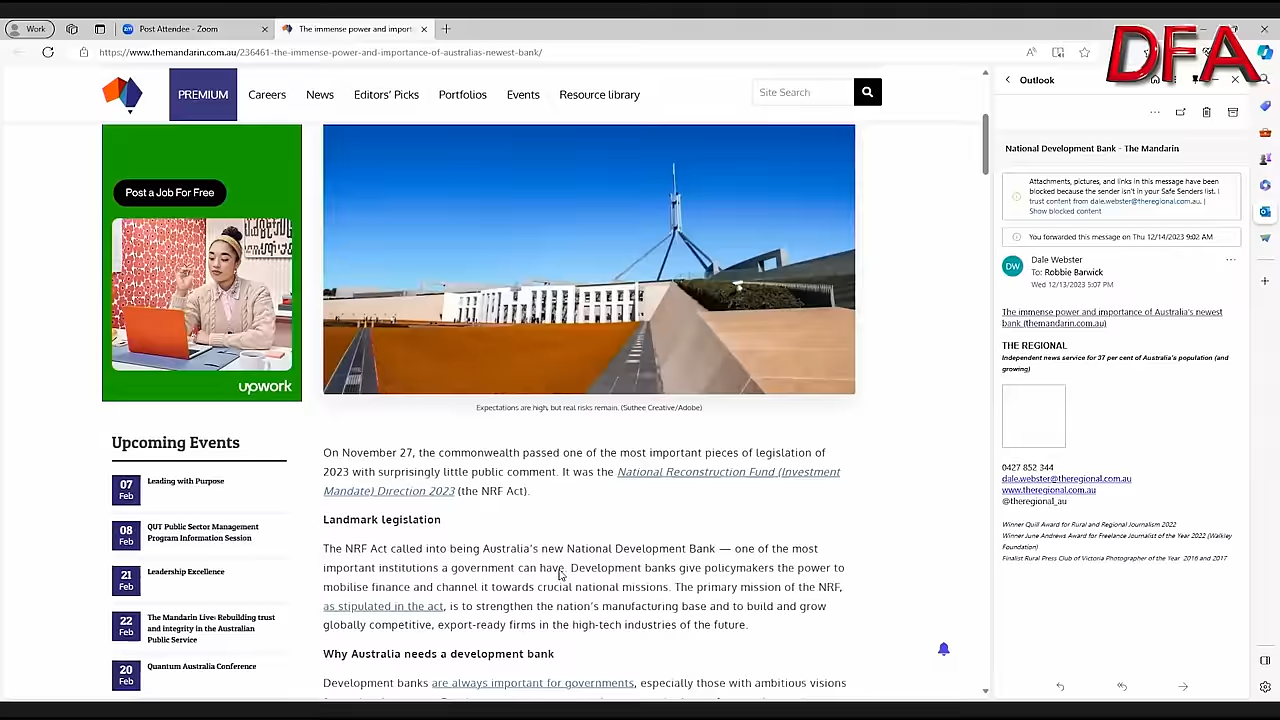 Work
Post Attendee - Zoom
The immense power and import
https://www.themandarin.com.au/236461-the-immense-power-and-importance-of-australias-newest-bank/
DFA
PREMIUM
Careers
News
Editors' Picks
Portfolios
Events
Resource library
Site Search
Post a Job For Free
upwork
Expectations are high, but real risks remain. (Suthee Creative/Adobe)
Upcoming Events
07 Feb
Leading with Purpose
08 Feb
QUT Public Sector Management
Program Information Session
21 Feb
Leadership Excellence
22 Feb
The Mandarin Live: Rebuilding trust
and integrity in the Australian
Public Service
20 Feb
Quantum Australia Conference
On November 27, the commonwealth passed one of the most important pieces of legislation of
2023 with surprisingly little public comment. It was the National Reconstruction Fund (Investment
Mandate) Direction 2023 (the NRF Act).
Landmark legislation
The NRF Act called into being Australia's new National Development Bank — one of the most
important institutions a government can have. Development banks give policymakers the power to
mobilise finance and channel it towards crucial national missions. The primary mission of the NRF,
as stipulated in the act, is to strengthen the nation's manufacturing base and to build and grow
globally competitive, export-ready firms in the high-tech industries of the future.
Why Australia needs a development bank
Development banks are always important for governments, especially those with ambitious visions
Outlook
National Development Bank - The Mandarin
Attachments, pictures, and links in this message have been
blocked because the sender isn't in your Safe Senders list. I
trust content from dale.webster@theregional.com.au. |
Show blocked content
You forwarded this message on Thu 12/14/2023 9:02 AM
DW
Dale Webster
To: Robbie Barwick
Wed 12/13/2023 5:07 PM
The immense power and importance of Australia's newest
bank (themandarin.com.au)
THE REGIONAL
Independent news service for 37 per cent of Australia's population (and
growing)
0427 852 344
dale.webster@theregional.com.au
www.theregional.com.au
@theregional_au
Winner Quill Award for Rural and Regional Journalism 2022
Winner June Andrews Award for Freelance Journalist of the Year (Walkley
Foundation)
Finalist Rural Press Club of Victoria Photographer of the Year 2016 and 2017